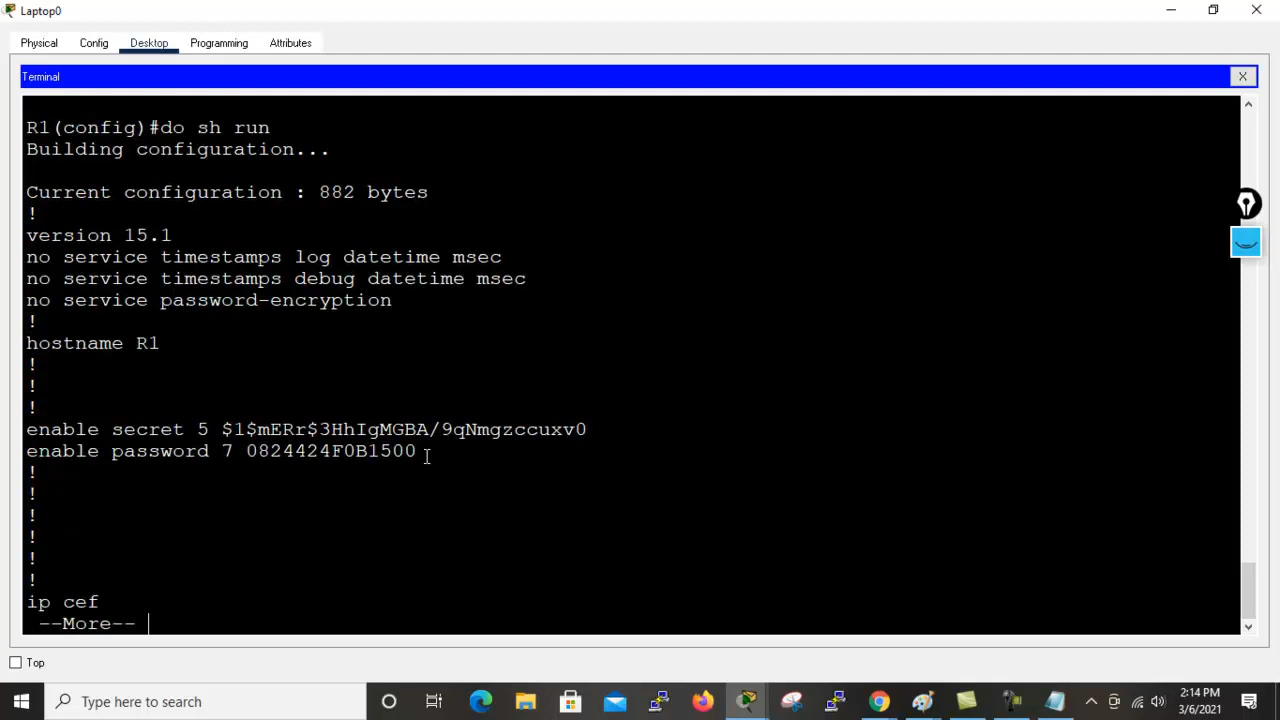 Laptop0
Physical Config Desktop Programming Attributes
Terminal X
R1(config)#do sh run
Building configuration...
Current configuration : 882 bytes
!
version 15.1
no service timestamps log datetime msec
no service timestamps debug datetime msec
no service password-encryption
!
hostname R1
!
!
!
enable secret 5 $1$mERr$3HhIgMGBA/9qNmgzccuxv0
enable password 7 0824424F0B1500
!
!
!
!
!
!
ip cef
--More--
Top
Type here to search
2:14 PM
3/6/2021